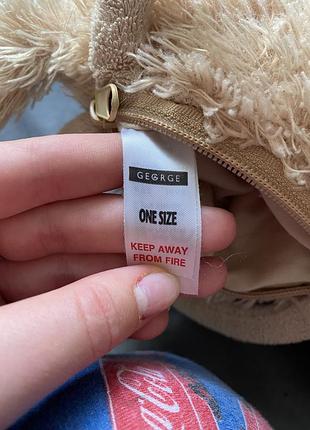 GEORGE
ONE SIZE
KEEP AWAY
FROM FIRE